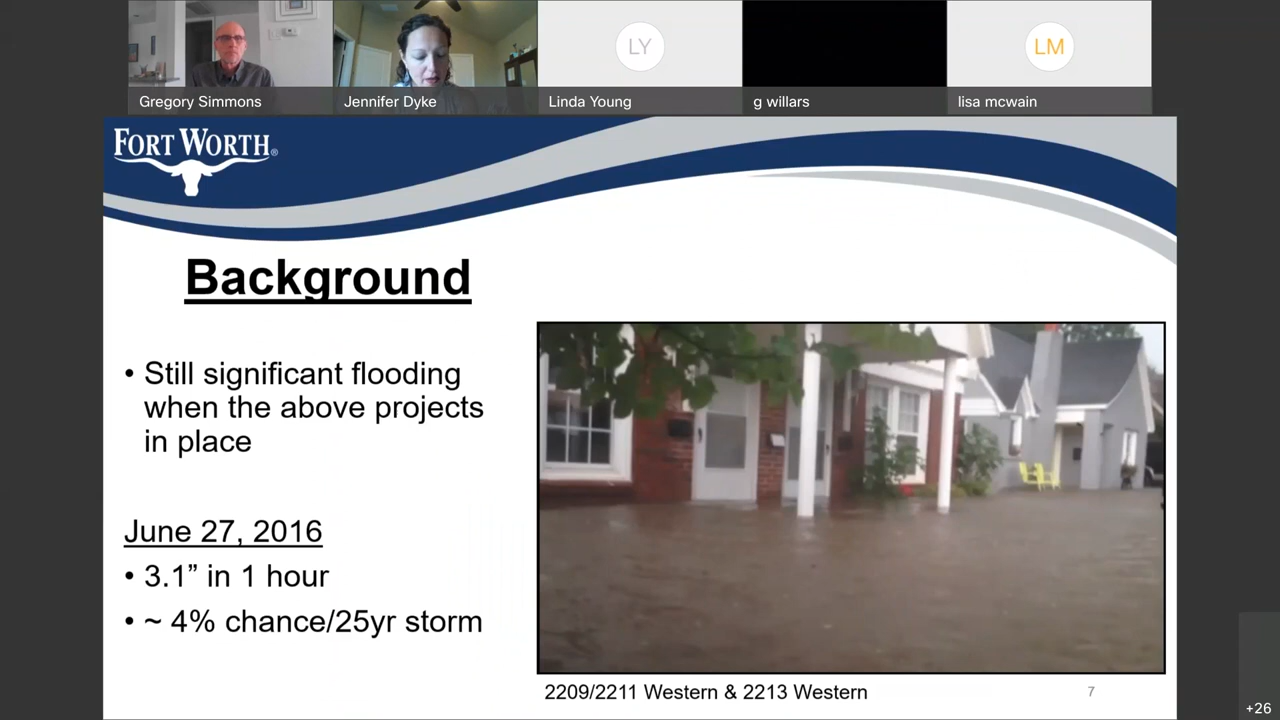 LY
LM
Gregory Simmons
Jennifer Dyke
Linda Young
g willars
lisa mcwain
FORT WORTH®
Background
• Still significant flooding
when the above projects
in place
June 27, 2016
• 3.1” in 1 hour
• ~ 4% chance/25yr storm
2209/2211 Western & 2213 Western
7
+26